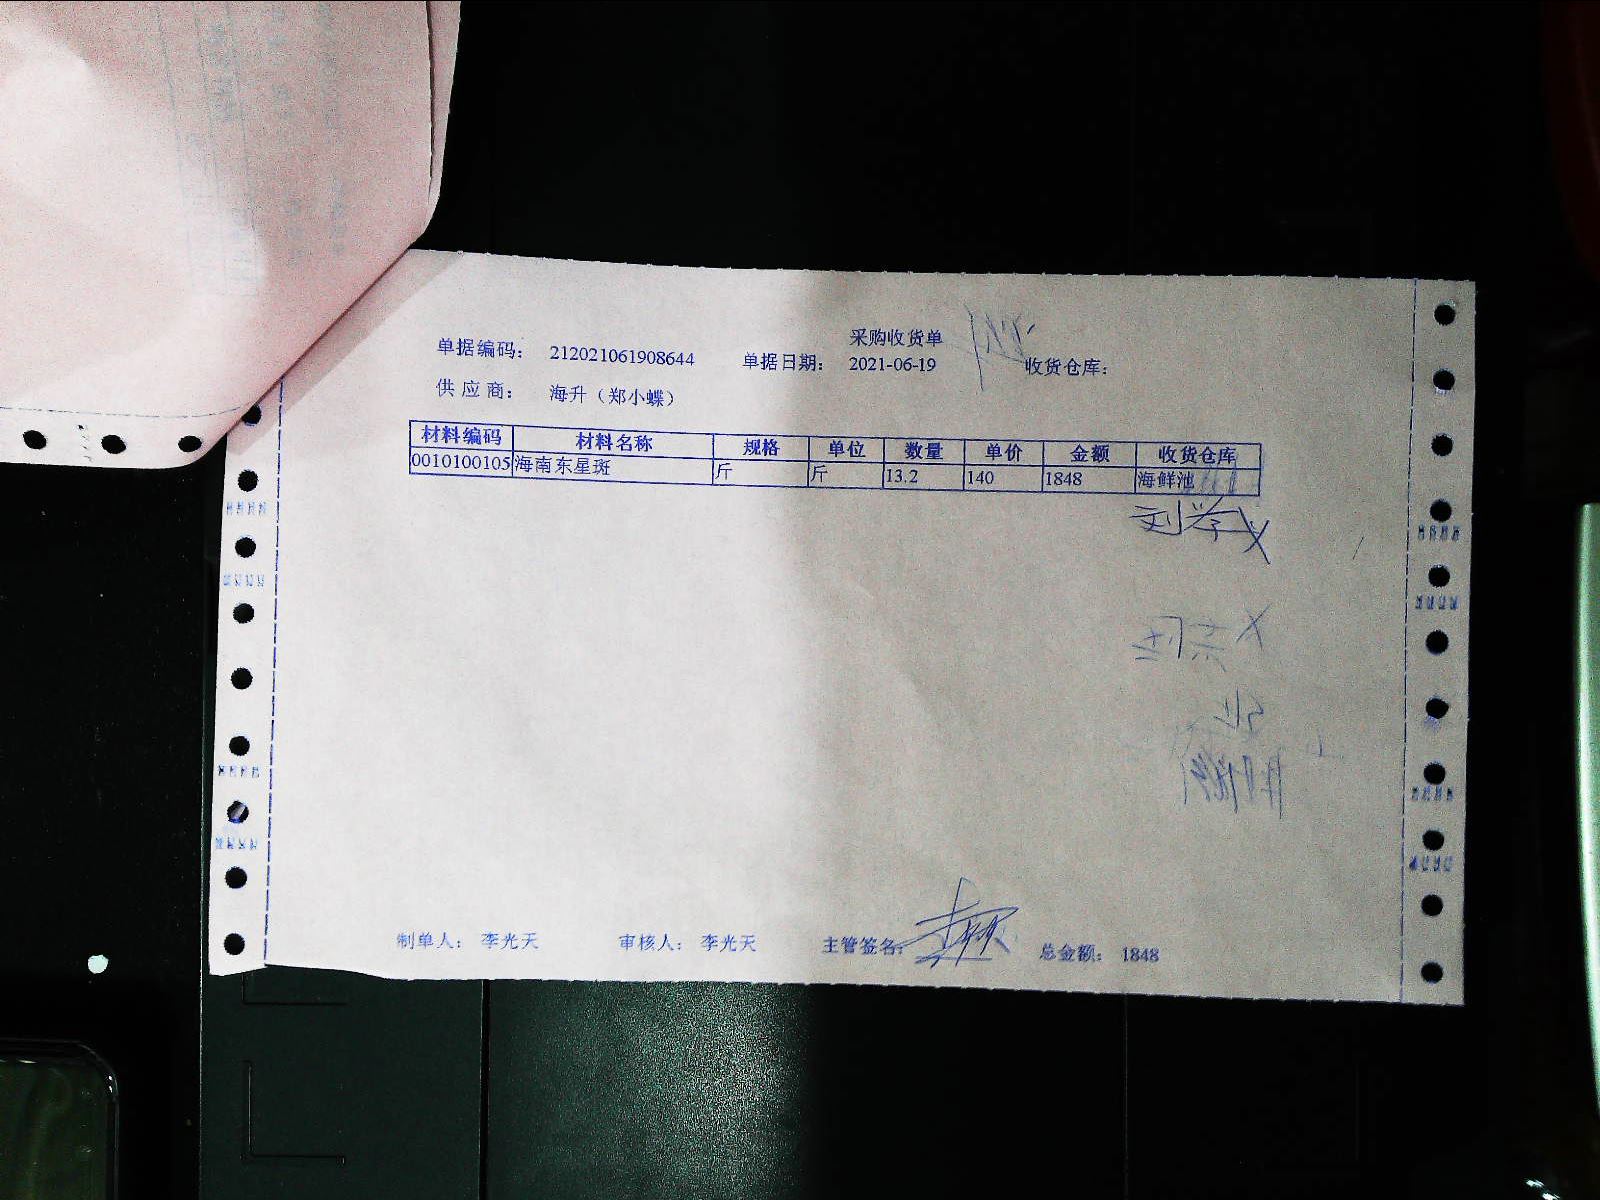 采购收货单
单据编码： 212021061908644 单据日期： 2021-06-19 收货仓库：
供 应 商： 海升（郑小蝶）
材料编码 材料名称 规格 单位 数量 单价 金额 收货仓库
0010100105 海南东星斑 斤 斤 13.2 140 1848 海鲜池
制单人： 李光天 审核人： 李光天 主管签名： 总金额： 1848